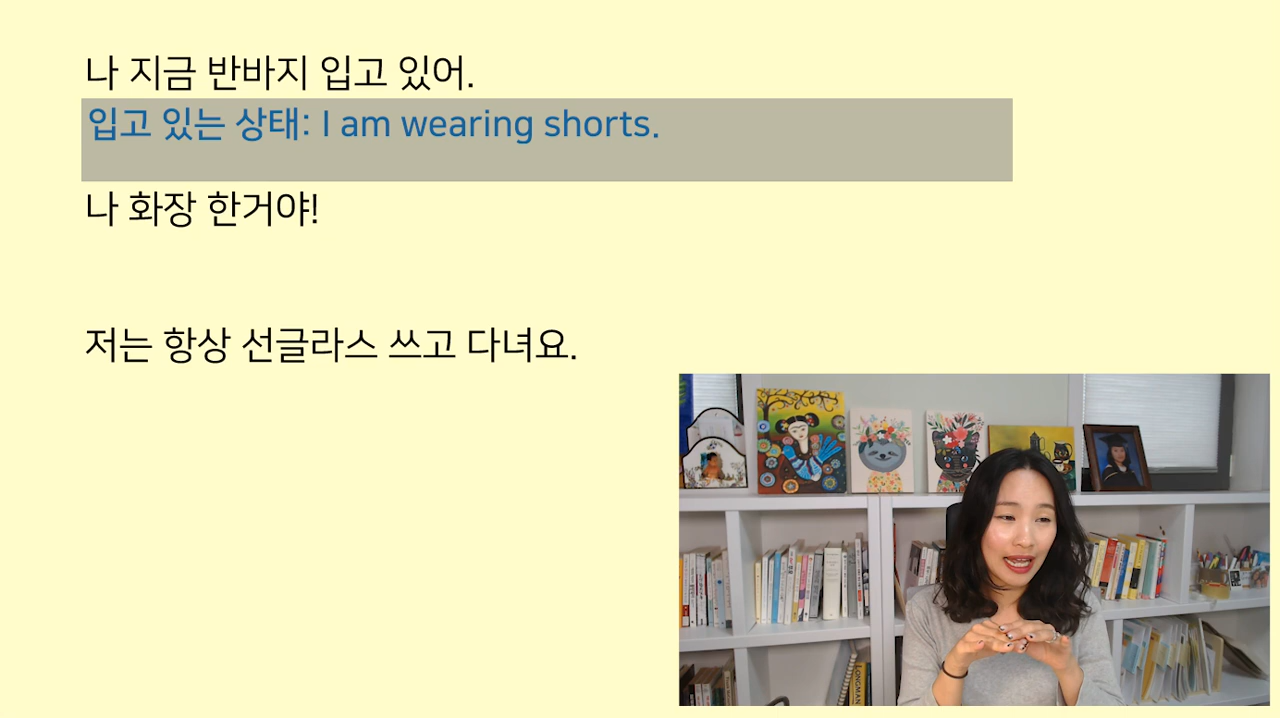 나 지금 반바지 입고 있어.
입고 있는 상태: I am wearing shorts.
나 화장 한거야!
저는 항상 선글라스 쓰고 다녀요.
LONGMAN